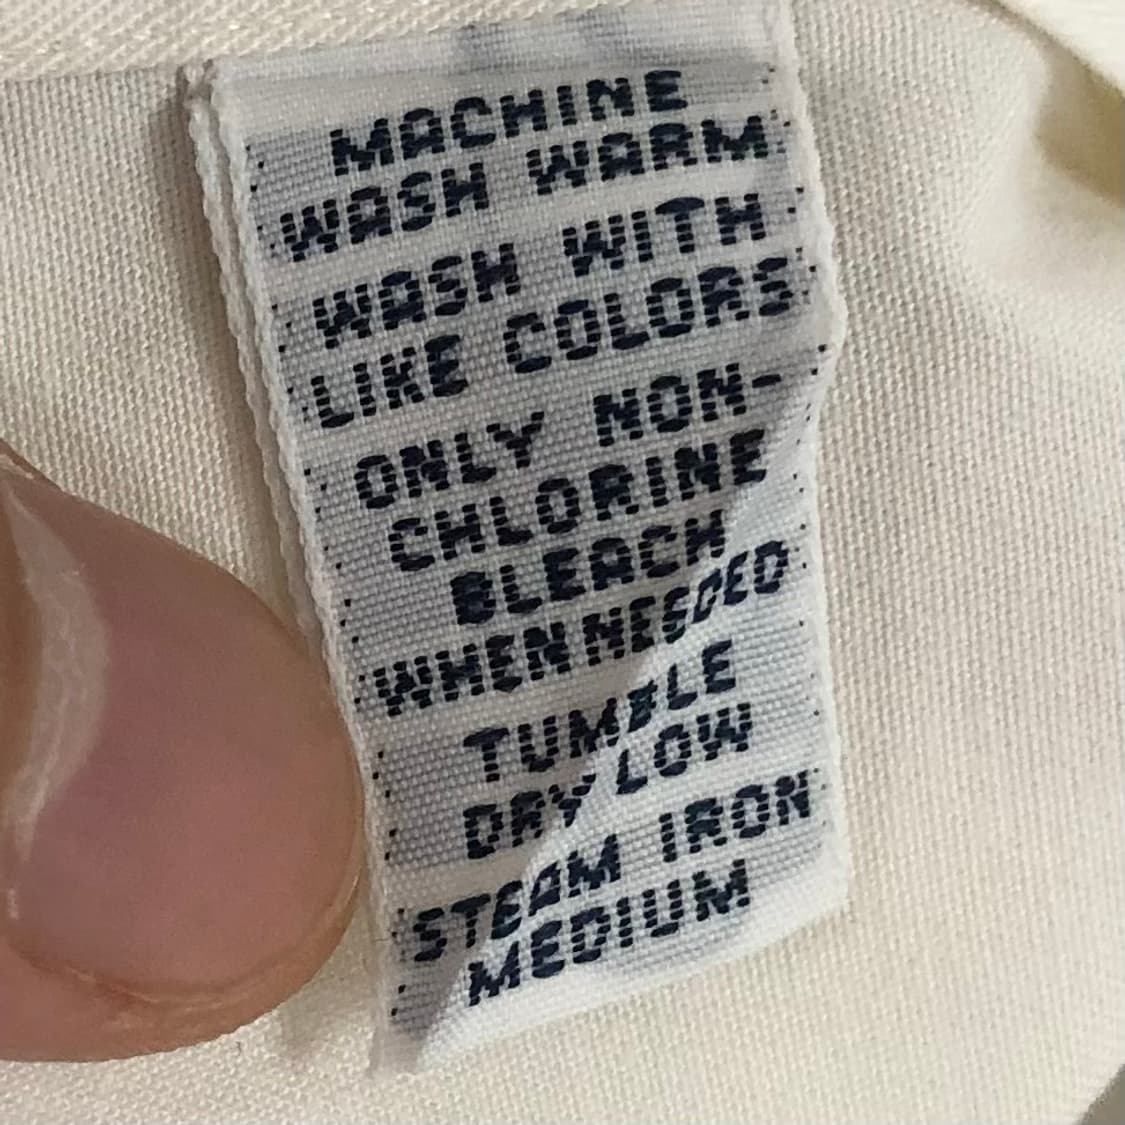 MACHINE
WASH WARM
WASH WITH
LIKE COLORS
ONLY NON-
CHLORINE
BLEACH
WHEN NEEDED
TUMBLE
DRY LOW
STEAM IRON
MEDIUM